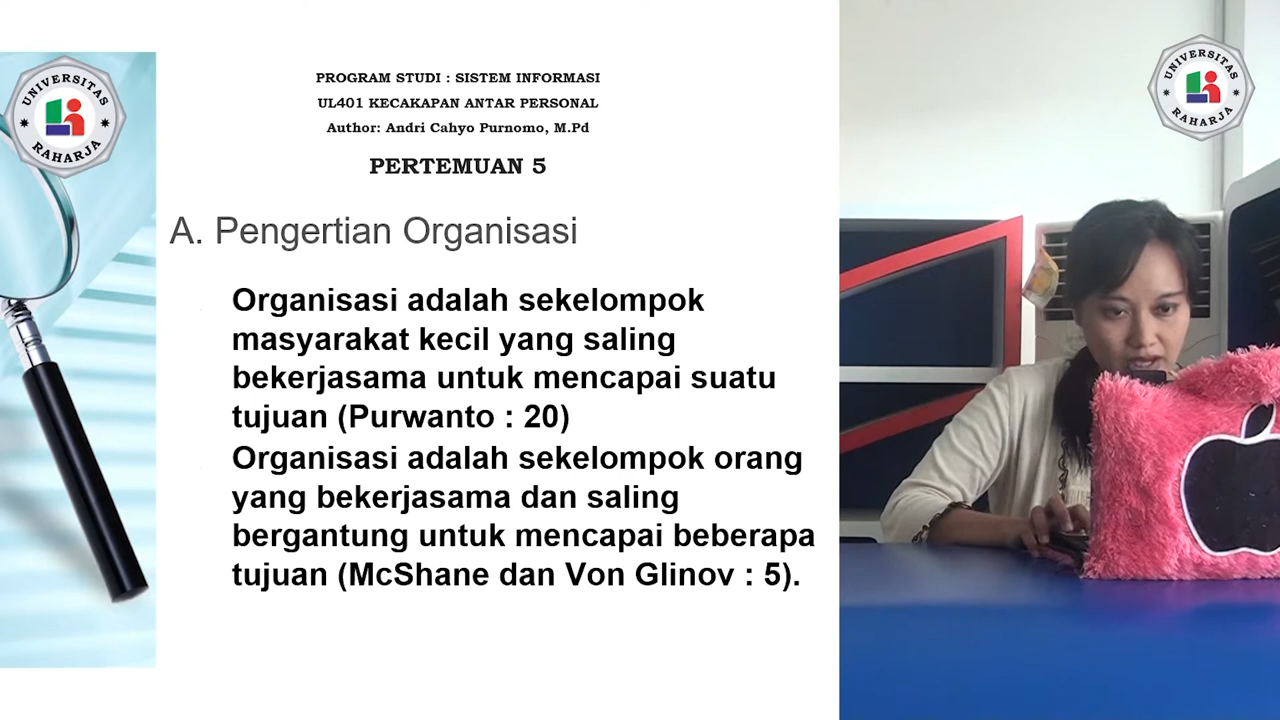 UNIVERSITAS
RAHARJA
PROGRAM STUDI : SISTEM INFORMASI
UL401 KECAKAPAN ANTAR PERSONAL
Author: Andri Cahyo Purnomo, M.Pd
PERTEMUAN 5
A. Pengertian Organisasi
Organisasi adalah sekelompok
masyarakat kecil yang saling
bekerjasama untuk mencapai suatu
tujuan (Purwanto : 20)
Organisasi adalah sekelompok orang
yang bekerjasama dan saling
bergantung untuk mencapai beberapa
tujuan (McShane dan Von Glinov : 5).
UNIVERSITAS
RAHARJA